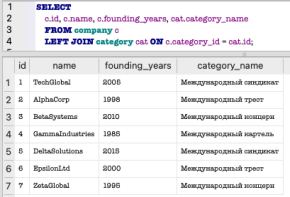 1 SELECT
2 c.id, c.name, c.founding_years, cat.category_name
3 FROM company c
4 LEFT JOIN category cat ON c.category_id = cat.id;
id name founding_years category_name
1 1 TechGlobal 2005 Международный синдикат
2 2 AlphaCorp 1998 Международный трест
3 3 BetaSystems 2010 Международный концерн
4 4 GammaIndustries 1985 Международный картель
5 5 DeltaSolutions 2015 Международный синдикат
6 6 EpsilonLtd 2000 Международный трест
7 7 ZetaGlobal 1995 Международный концерн